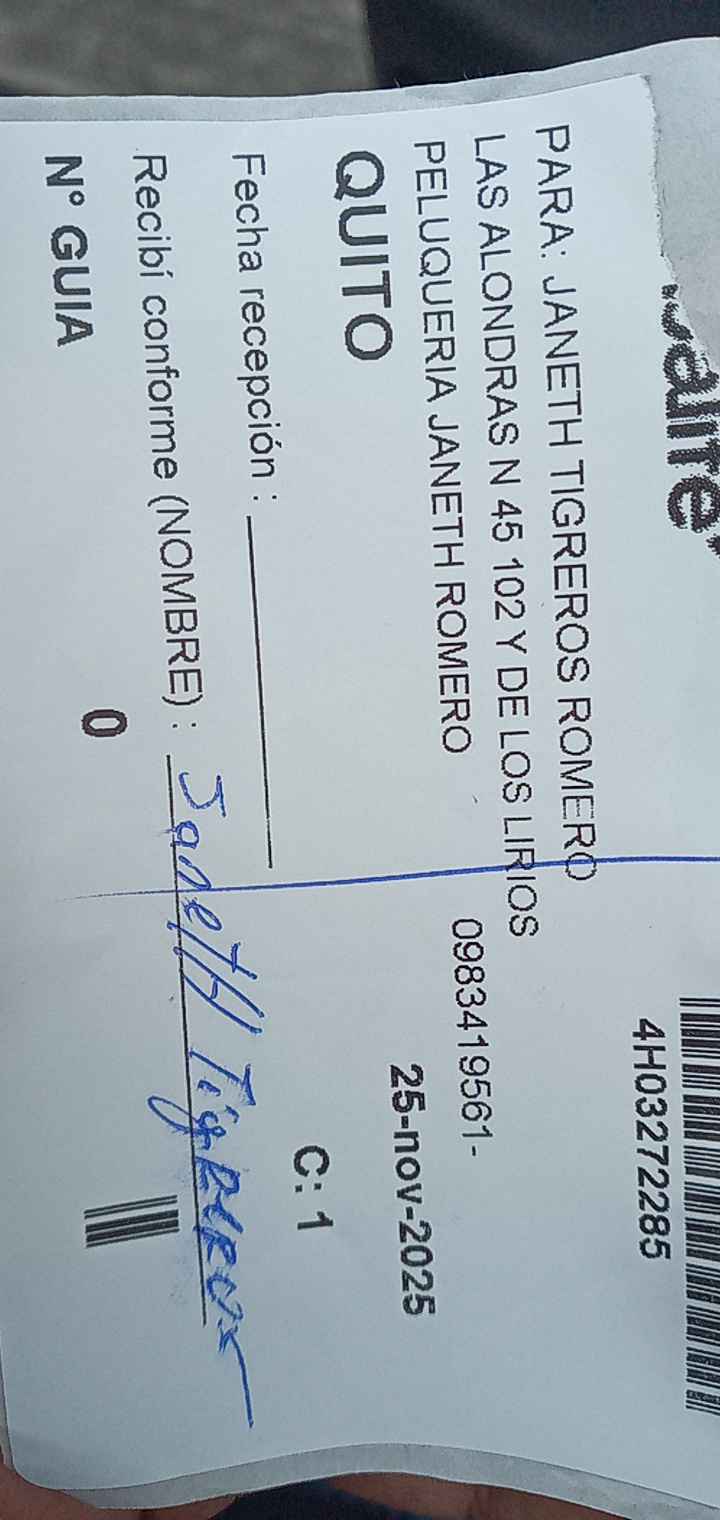 4H03272285
PARA: JANETH TIGREROS ROMERO
LAS ALONDRAS N 45 102 Y DE LOS LIRIOS
PELUQUERIA JANETH ROMERO 0983419561-
QUITO 25-nov-2025
Fecha recepción :
C: 1
Recibí conforme (NOMBRE) : Janeth Tigreros
N° GUIA 0